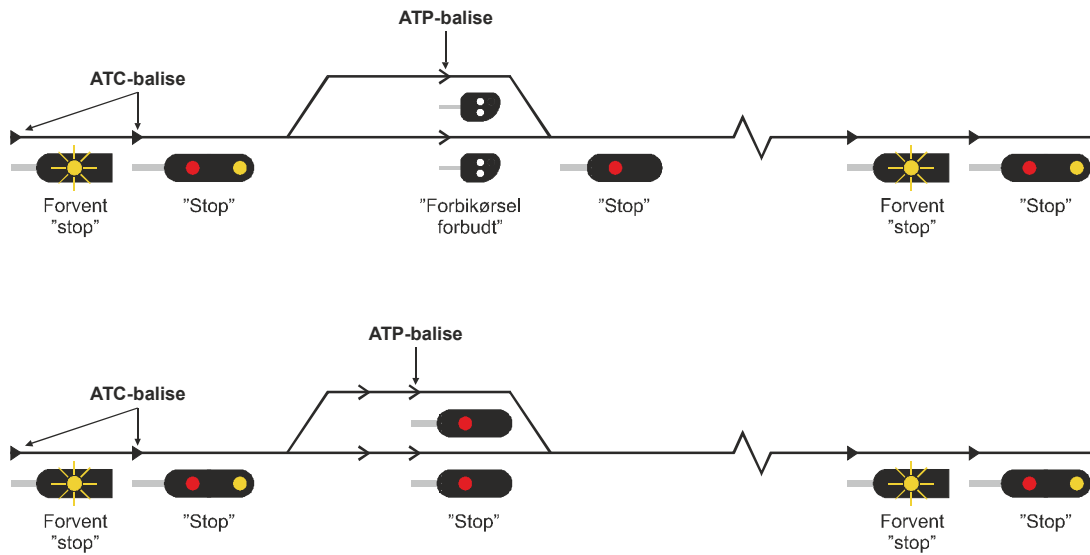 ATP-balise
ATC-balise
Forvent
”stop”
”Stop”
”Forbikørsel
forbudt”
”Stop”
Forvent
”stop”
”Stop”
ATP-balise
ATC-balise
Forvent
”stop”
”Stop”
”Stop”
Forvent
”stop”
”Stop”